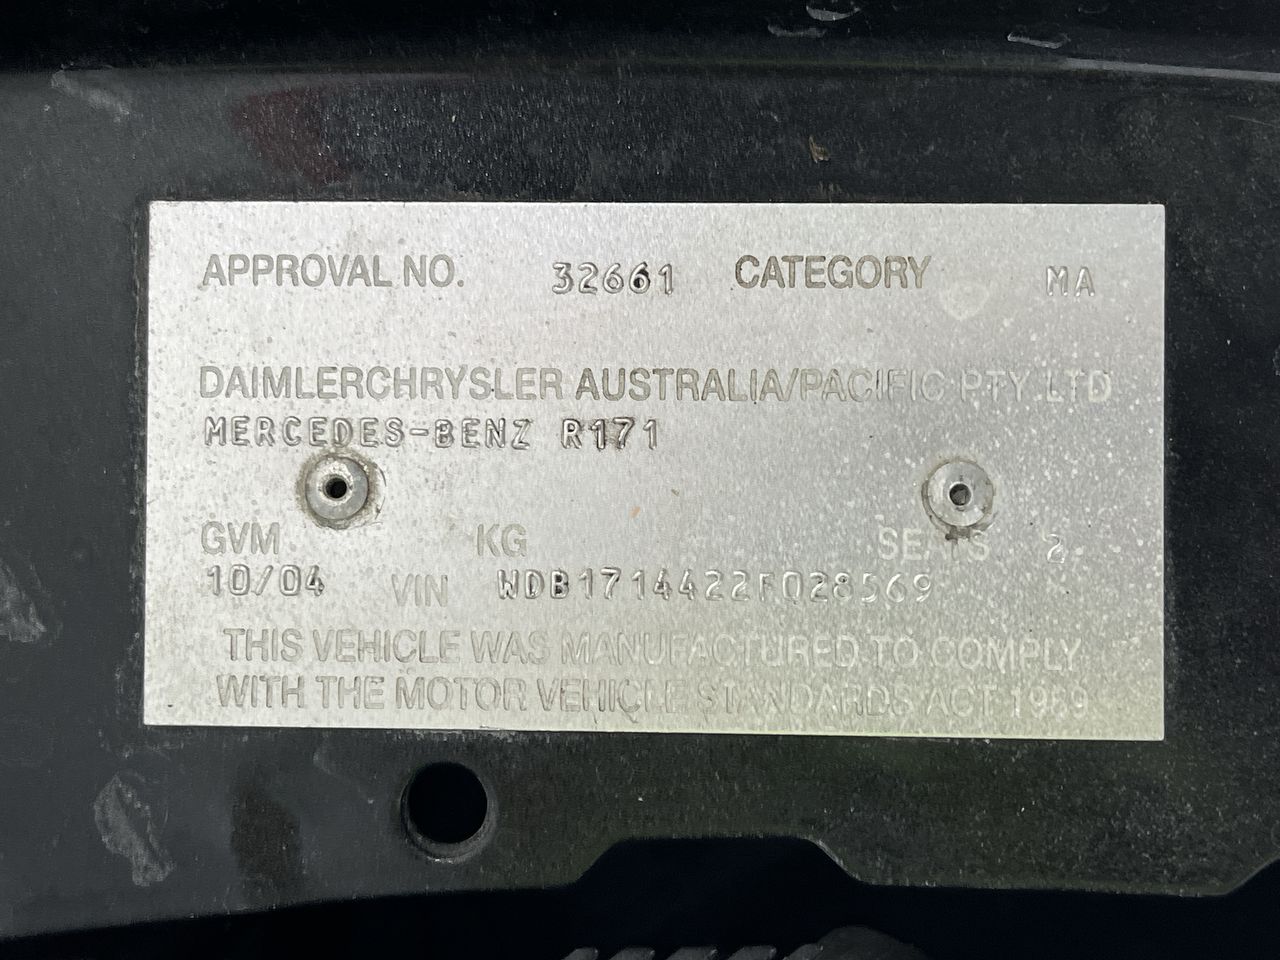 APPROVAL NO. 32661 CATEGORY MA
DAIMLERCHRYSLER AUSTRALIA/PACIFIC PTY.LTD
MERCEDES-BENZ R171
GVM KG SEATS 2
10/04 VIN WDB1714422F028569
THIS VEHICLE WAS MANUFACTURED TO COMPLY
WITH THE MOTOR VEHICLE STANDARDS ACT 1989